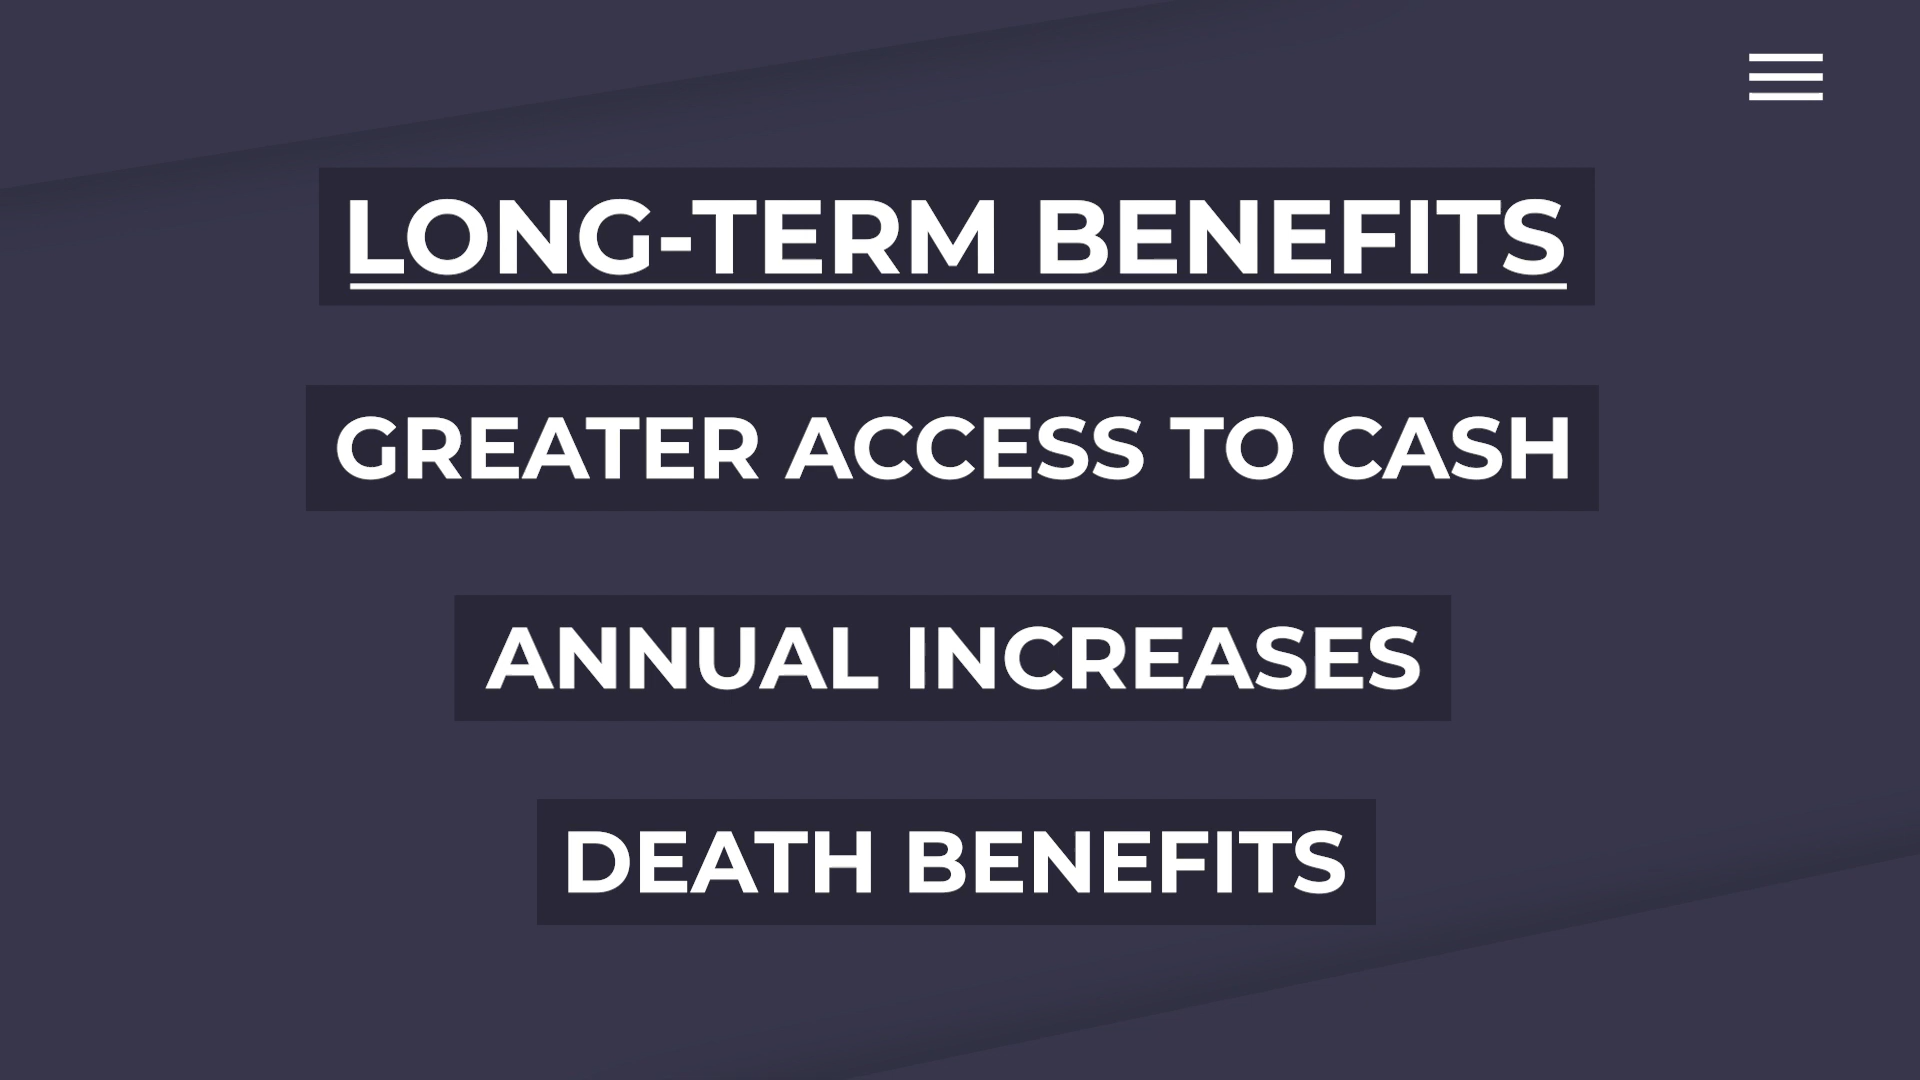 LONG-TERM BENEFITS
GREATER ACCESS TO CASH
ANNUAL INCREASES
DEATH BENEFITS